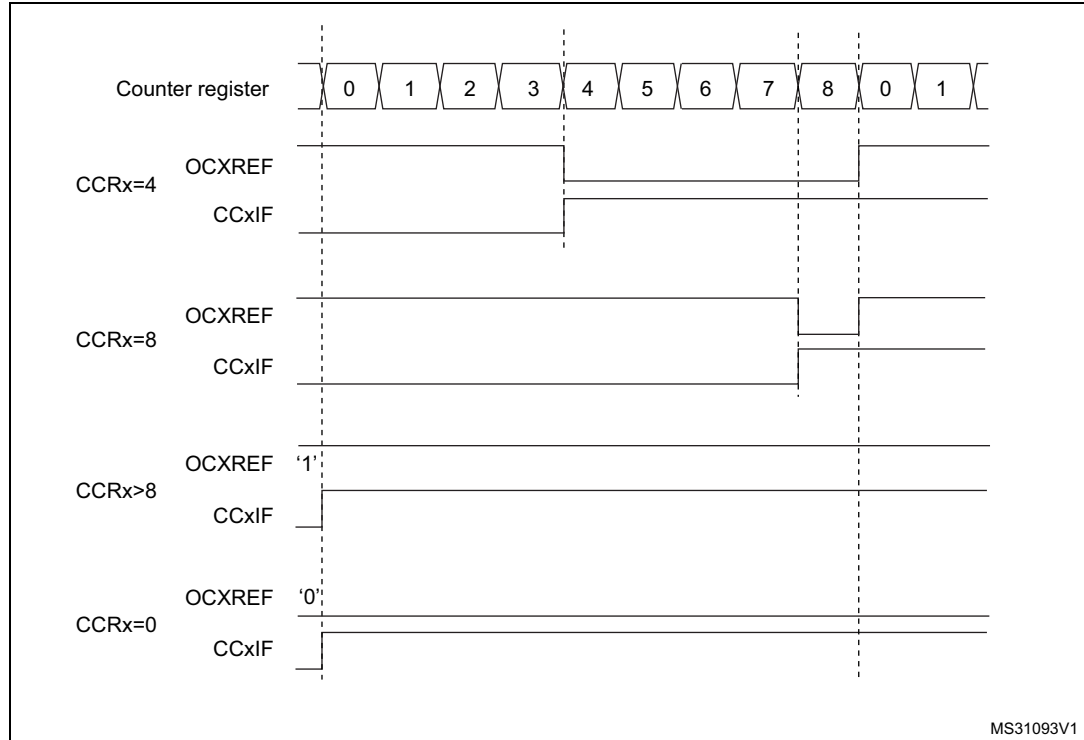 Counter register 0 1 2 3 4 5 6 7 8 0 1
OCXREF
CCRx=4
CCxIF
OCXREF
CCRx=8
CCxIF
OCXREF ‘1’
CCRx>8
CCxIF
OCXREF ‘0’
CCRx=0
CCxIF
MS31093V1